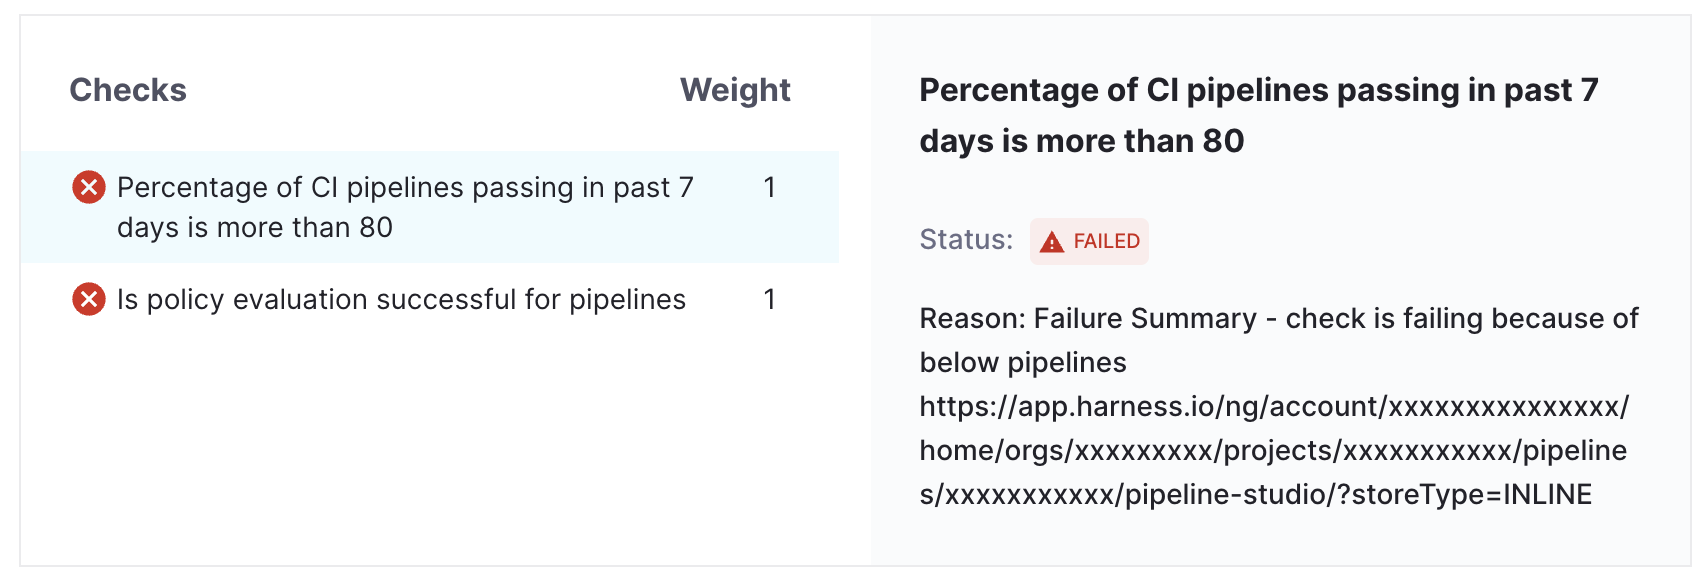 Checks Weight
Percentage of CI pipelines passing in past 7 1
days is more than 80
Is policy evaluation successful for pipelines 1
Percentage of CI pipelines passing in past 7
days is more than 80
Status: FAILED
Reason: Failure Summary - check is failing because of
below pipelines
https://app.harness.io/ng/account/xxxxxxxxxxxxxxx/
home/orgs/xxxxxxxxx/projects/xxxxxxxxxxx/pipeline
s/xxxxxxxxxxx/pipeline-studio/?storeType=INLINE